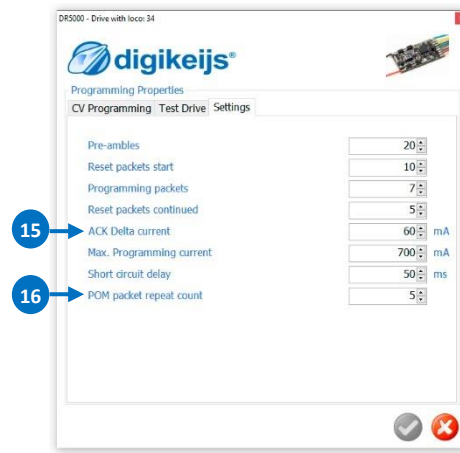 DR5000 - Drive with loco: 34
digikeijs®
Programming Properties
CV Programming Test Drive Settings
Pre-ambles 20
Reset packets start 10
Programming packets 7
Reset packets continued 5
15 ACK Delta current 60 mA
Max. Programming current 700 mA
Short circuit delay 50 ms
16 POM packet repeat count 5